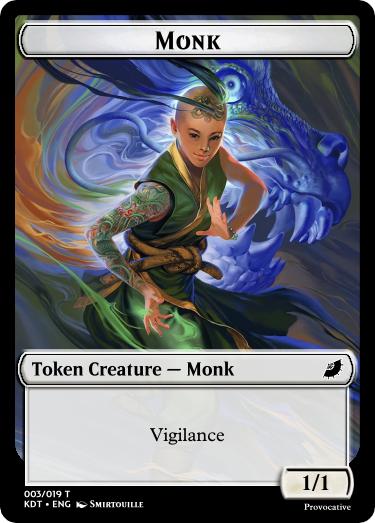 Monk
Token Creature — Monk
Vigilance
1/1
003/019 T
KDT • ENG Smirtouille
Provocative